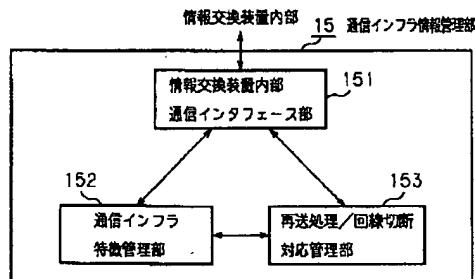 情報交換装置内部
15 通信インフラ情報管理部
情報交換装置内部
通信インタフェース部
151
152
通信インフラ
特徴管理部
153
再送処理/回線切断
対応管理部